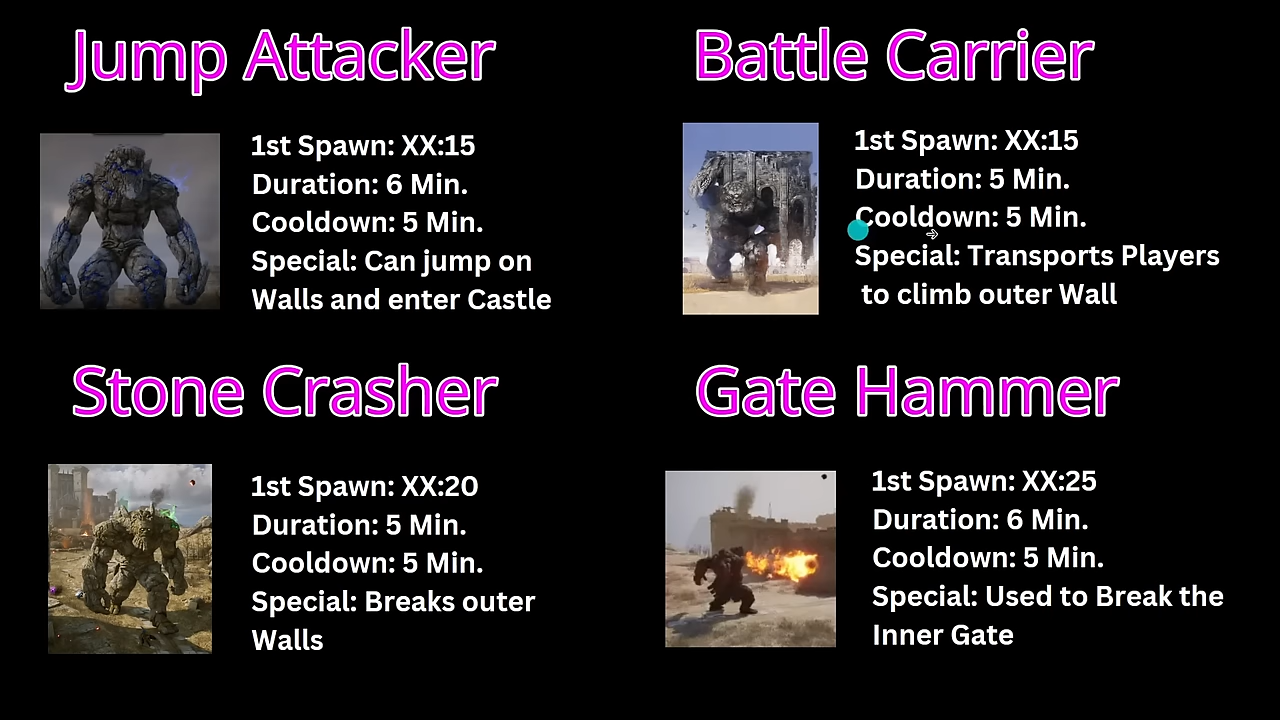 Jump Attacker
1st Spawn: XX:15
Duration: 6 Min.
Cooldown: 5 Min.
Special: Can jump on
Walls and enter Castle
Battle Carrier
1st Spawn: XX:15
Duration: 5 Min.
Cooldown: 5 Min.
Special: Transports Players
to climb outer Wall
Stone Crasher
1st Spawn: XX:20
Duration: 5 Min.
Cooldown: 5 Min.
Special: Breaks outer
Walls
Gate Hammer
1st Spawn: XX:25
Duration: 6 Min.
Cooldown: 5 Min.
Special: Used to Break the
Inner Gate